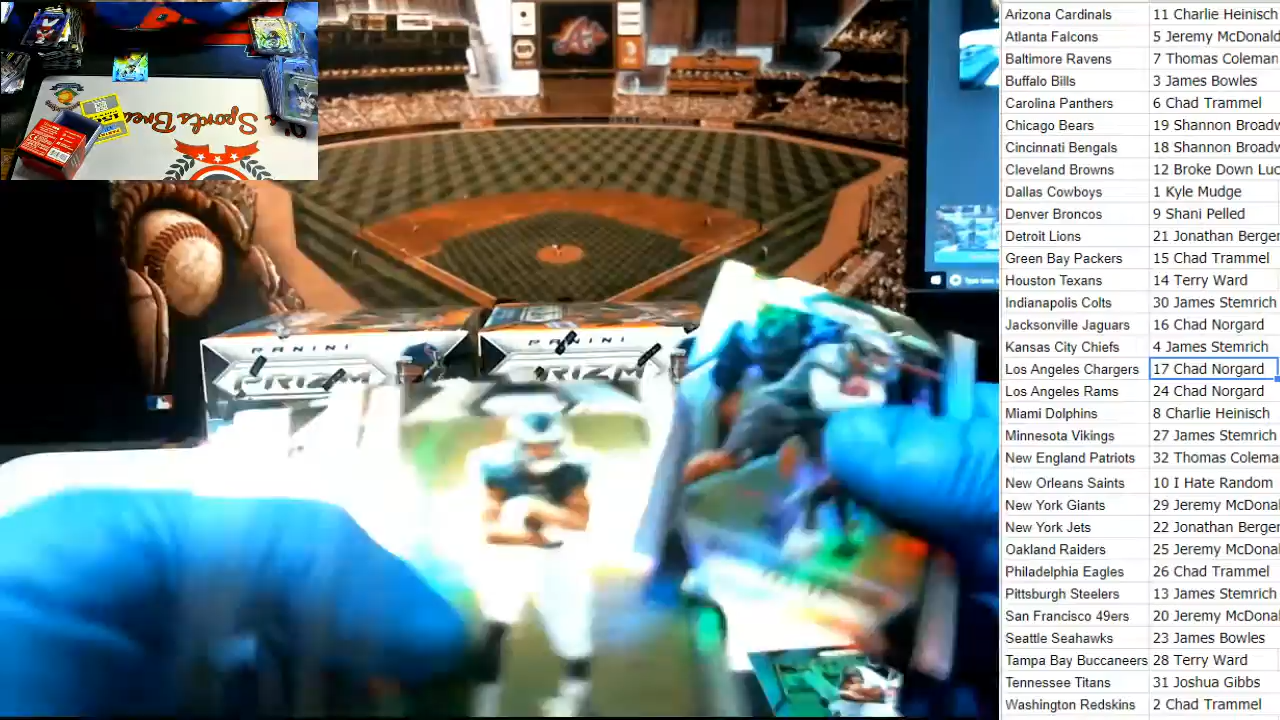 Arizona Cardinals 11 Charlie Heinisch
Atlanta Falcons 5 Jeremy McDonald
Baltimore Ravens 7 Thomas Coleman
Buffalo Bills 3 James Bowles
Carolina Panthers 6 Chad Trammel
Chicago Bears 19 Shannon Broadw
Cincinnati Bengals 18 Shannon Broadw
Cleveland Browns 12 Broke Down Luc
Dallas Cowboys 1 Kyle Mudge
Denver Broncos 9 Shani Pelled
Detroit Lions 21 Jonathan Berger
Green Bay Packers 15 Chad Trammel
Houston Texans 14 Terry Ward
Indianapolis Colts 30 James Stemrich
Jacksonville Jaguars 16 Chad Norgard
Kansas City Chiefs 4 James Stemrich
Los Angeles Chargers 17 Chad Norgard
Los Angeles Rams 24 Chad Norgard
Miami Dolphins 8 Charlie Heinisch
Minnesota Vikings 27 James Stemrich
New England Patriots 32 Thomas Colema
New Orleans Saints 10 I Hate Random
New York Giants 29 Jeremy McDona
New York Jets 22 Jonathan Berger
Oakland Raiders 25 Jeremy McDona
Philadelphia Eagles 26 Chad Trammel
Pittsburgh Steelers 13 James Stemrich
San Francisco 49ers 20 Jeremy McDona
Seattle Seahawks 23 James Bowles
Tampa Bay Buccaneers 28 Terry Ward
Tennessee Titans 31 Joshua Gibbs
Washington Redskins 2 Chad Trammel
Sports Brea
PANINI PANINI
PRIZM PRIZM